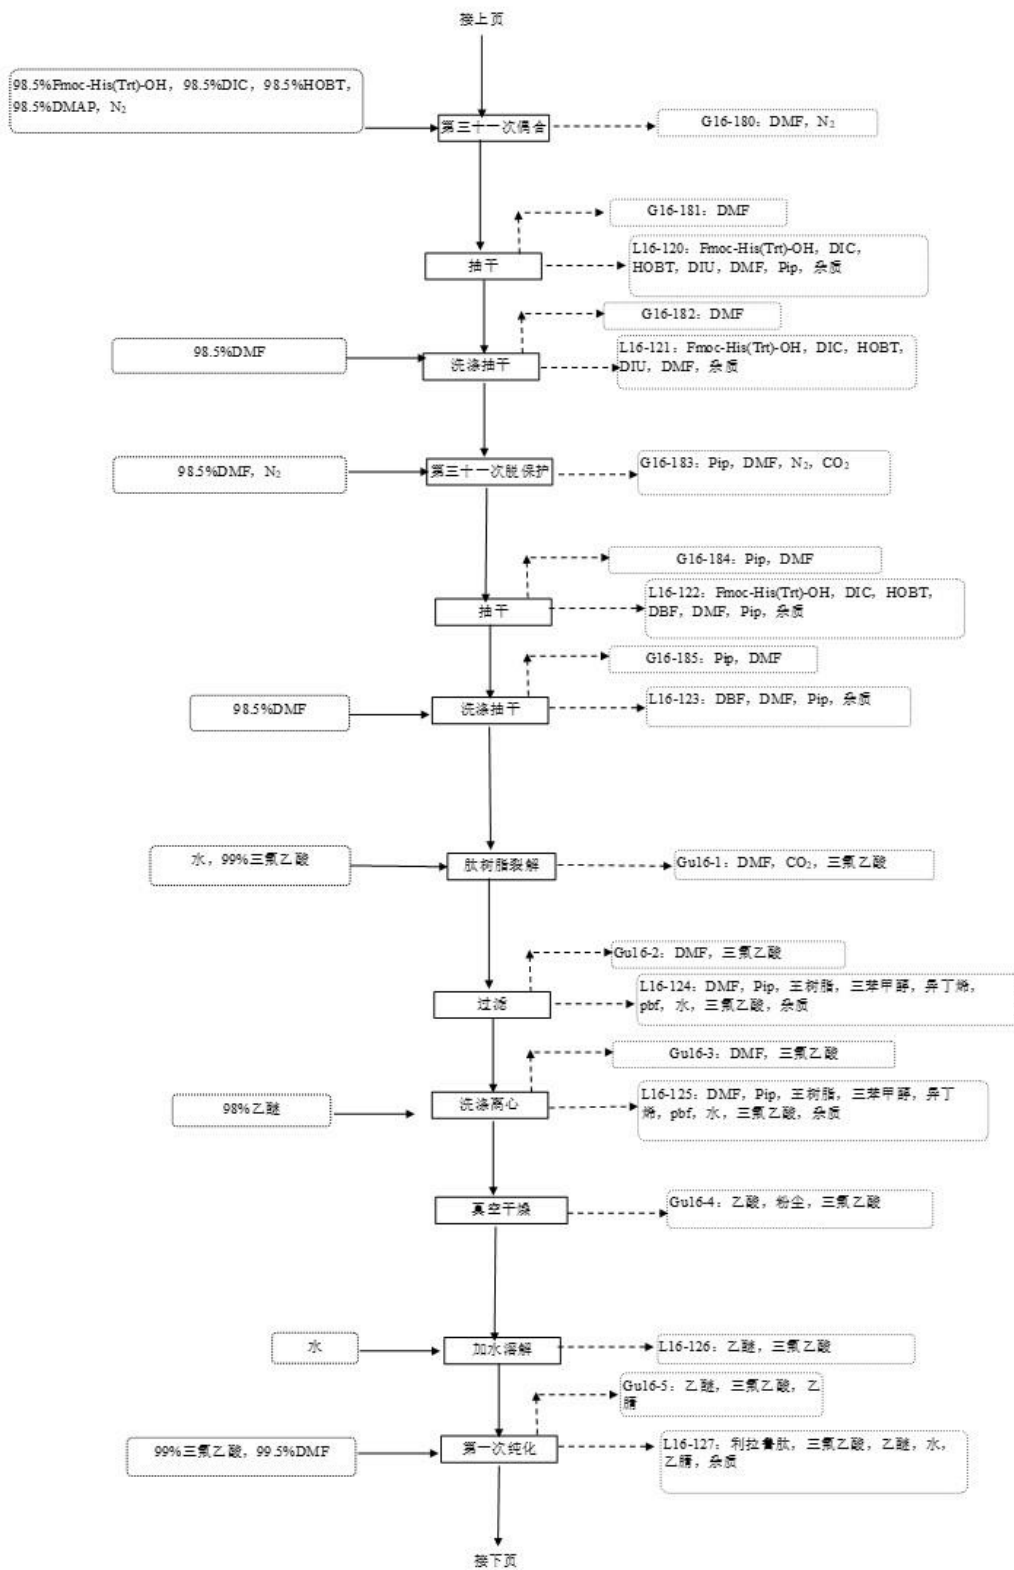 接上页
98.5%Fmoc-His(Trt)-OH，98.5%DIC，98.5%HOBT，
98.5%DMAP，N₂
第三十一次偶合
G16-180：DMF，N₂
G16-181：DMF
抽干
L16-120：Fmoc-His(Trt)-OH，DIC，
HOBT，DIU，DMF，Pip，杂质
G16-182：DMF
98.5%DMF
洗涤抽干
L16-121：Fmoc-His(Trt)-OH，DIC，HOBT，
DIU，DMF，杂质
98.5%DMF，N₂
第三十一次脱保护
G16-183：Pip，DMF，N₂，CO₂
G16-184：Pip，DMF
抽干
L16-122：Fmoc-His(Trt)-OH，DIC，HOBT，
DBF，DMF，Pip，杂质
G16-185：Pip，DMF
98.5%DMF
洗涤抽干
L16-123：DBF，DMF，Pip，杂质
水，99%三氟乙酸
肽树脂裂解
Gu16-1：DMF，CO₂，三氟乙酸
Gu16-2：DMF，三氟乙酸
过滤
L16-124：DMF，Pip，王树脂，三苯甲醇，异丁烯，
pbf，水，三氟乙酸，杂质
Gu16-3：DMF，三氟乙酸
98%乙醚
洗涤离心
L16-125：DMF，Pip，王树脂，三苯甲醇，异丁
烯，pbf，水，三氟乙酸，杂质
真空干燥
Gu16-4：乙酸，粉尘，三氟乙酸
水
加水溶解
L16-126：乙醚，三氟乙酸
Gu16-5：乙醚，三氟乙酸，乙
腈
99%三氟乙酸，99.5%DMF
第一次纯化
L16-127：利拉鲁肽，三氟乙酸，乙醚，水，
乙腈，杂质
接下页